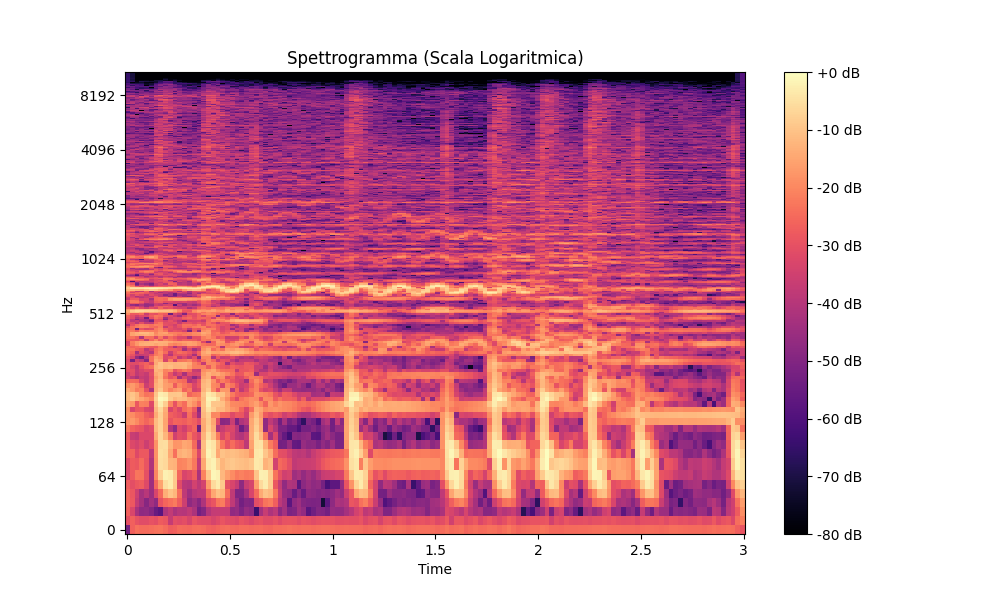 Spettrogramma (Scala Logaritmica)
Hz
8192
4096
2048
1024
512
256
128
64
0
0 0.5 1 1.5 2 2.5 3
Time
+0 dB
-10 dB
-20 dB
-30 dB
-40 dB
-50 dB
-60 dB
-70 dB
-80 dB